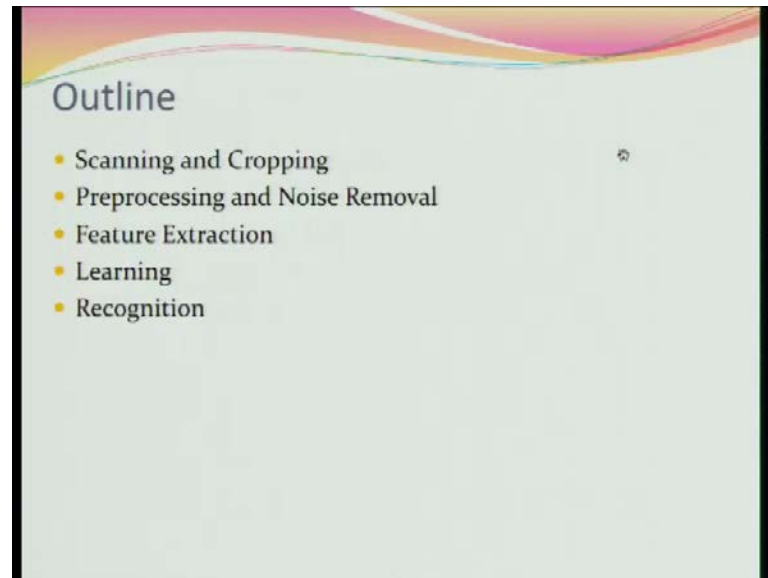 Outline
Scanning and Cropping
Preprocessing and Noise Removal
Feature Extraction
Learning
Recognition